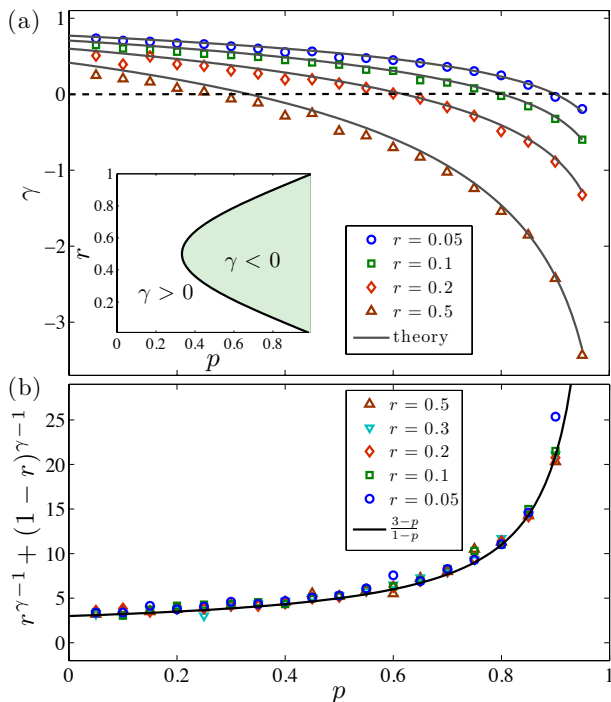 (a)
1
0
−1
−2
−3
γ
1
0.8
0.6
0.4
0.2
r
γ < 0
γ > 0
0 0.2 0.4 0.6 0.8
p
r = 0.05
r = 0.1
r = 0.2
r = 0.5
theory
(b)
25
20
15
10
5
0
r^{γ−1} + (1 − r)^{γ−1}
r = 0.5
r = 0.3
r = 0.2
r = 0.1
r = 0.05
\frac{3−p}{1−p}
0 0.2 0.4 0.6 0.8 1
p